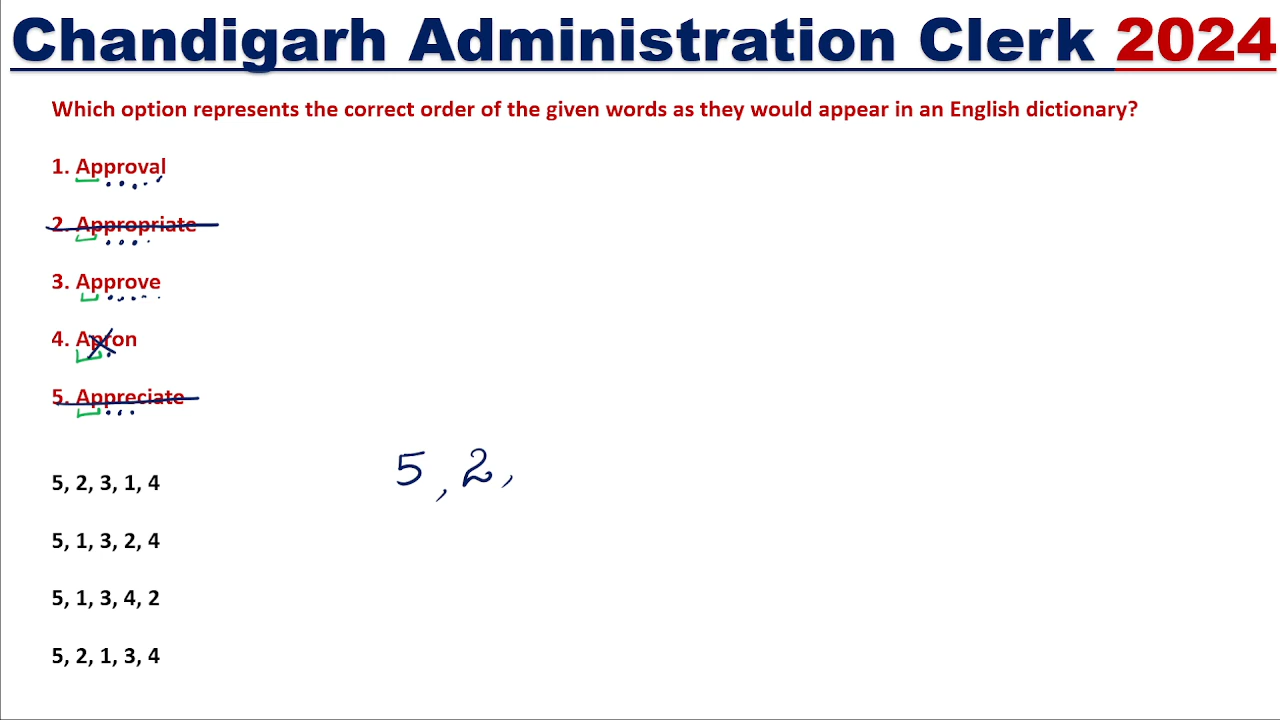 Chandigarh Administration Clerk 2024
Which option represents the correct order of the given words as they would appear in an English dictionary?
1. Approval
2. Appropriate
3. Approve
4. Apron
5. Appreciate
5, 2,
5, 2, 3, 1, 4
5, 1, 3, 2, 4
5, 1, 3, 4, 2
5, 2, 1, 3, 4